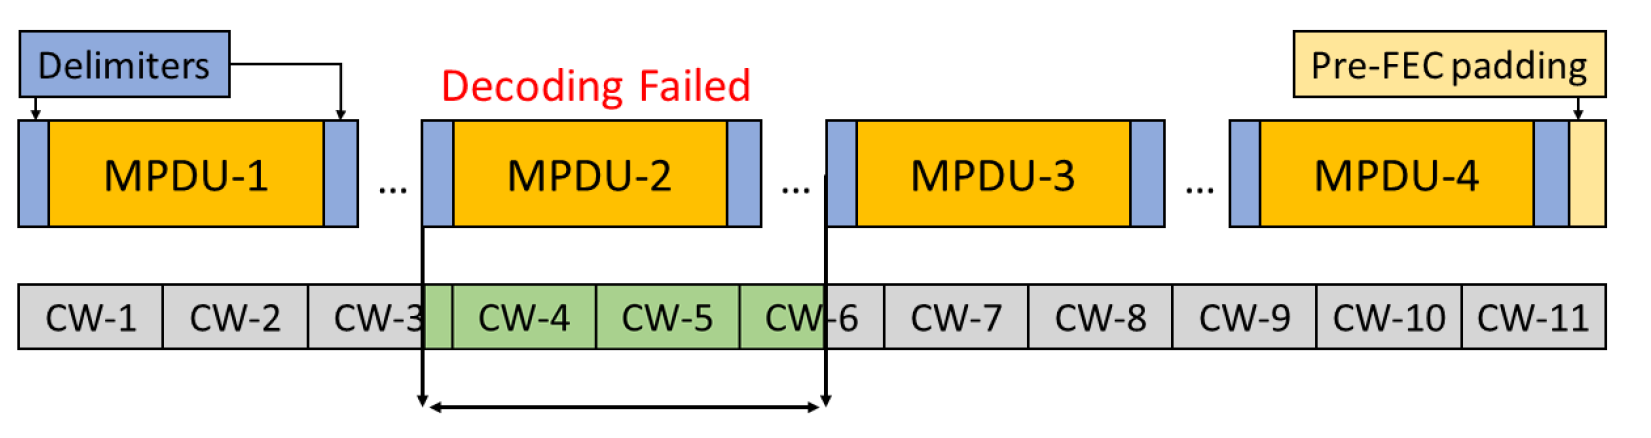 Delimiters
Decoding Failed
Pre-FEC padding
MPDU-1 ... MPDU-2 ... MPDU-3 ... MPDU-4
CW-1 CW-2 CW-3 CW-4 CW-5 CW-6 CW-7 CW-8 CW-9 CW-10 CW-11